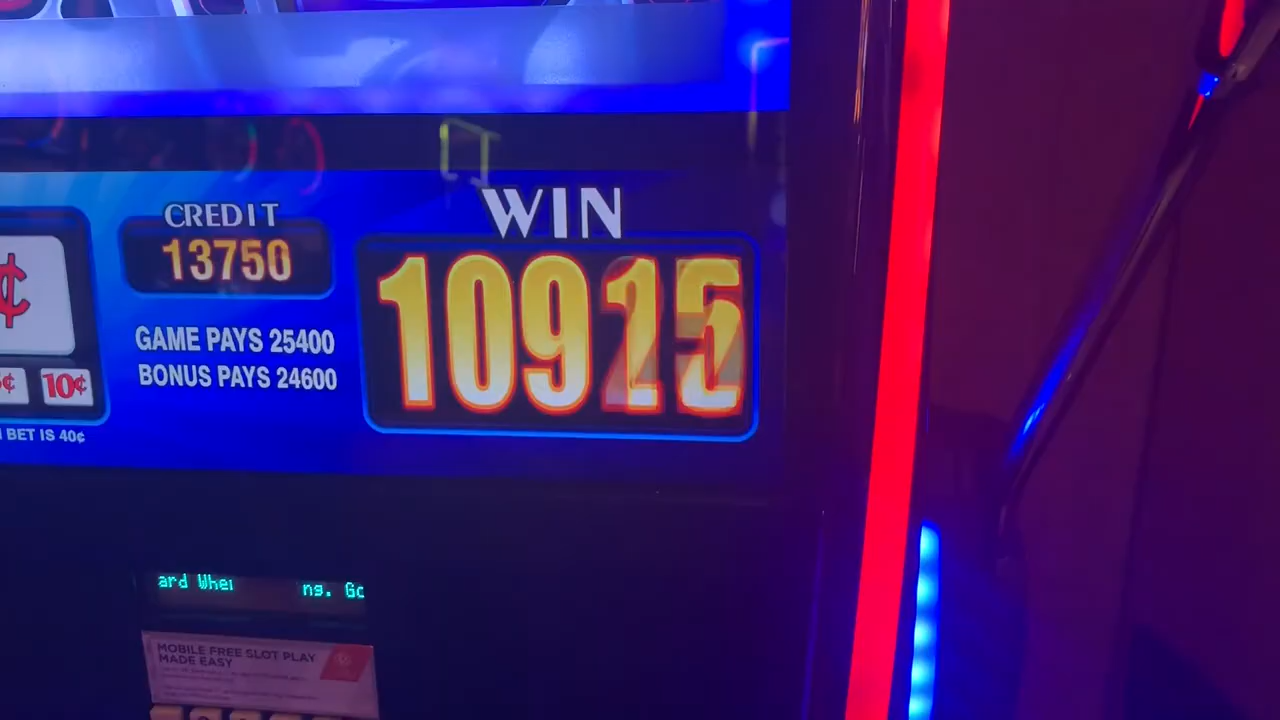 CREDIT
13750
WIN
GAME PAYS 25400
BONUS PAYS 24600
¢
¢
10¢
BET IS 40¢
ard Whe
ng. Go
MOBILE FREE SLOT PLAY
MADE EASY